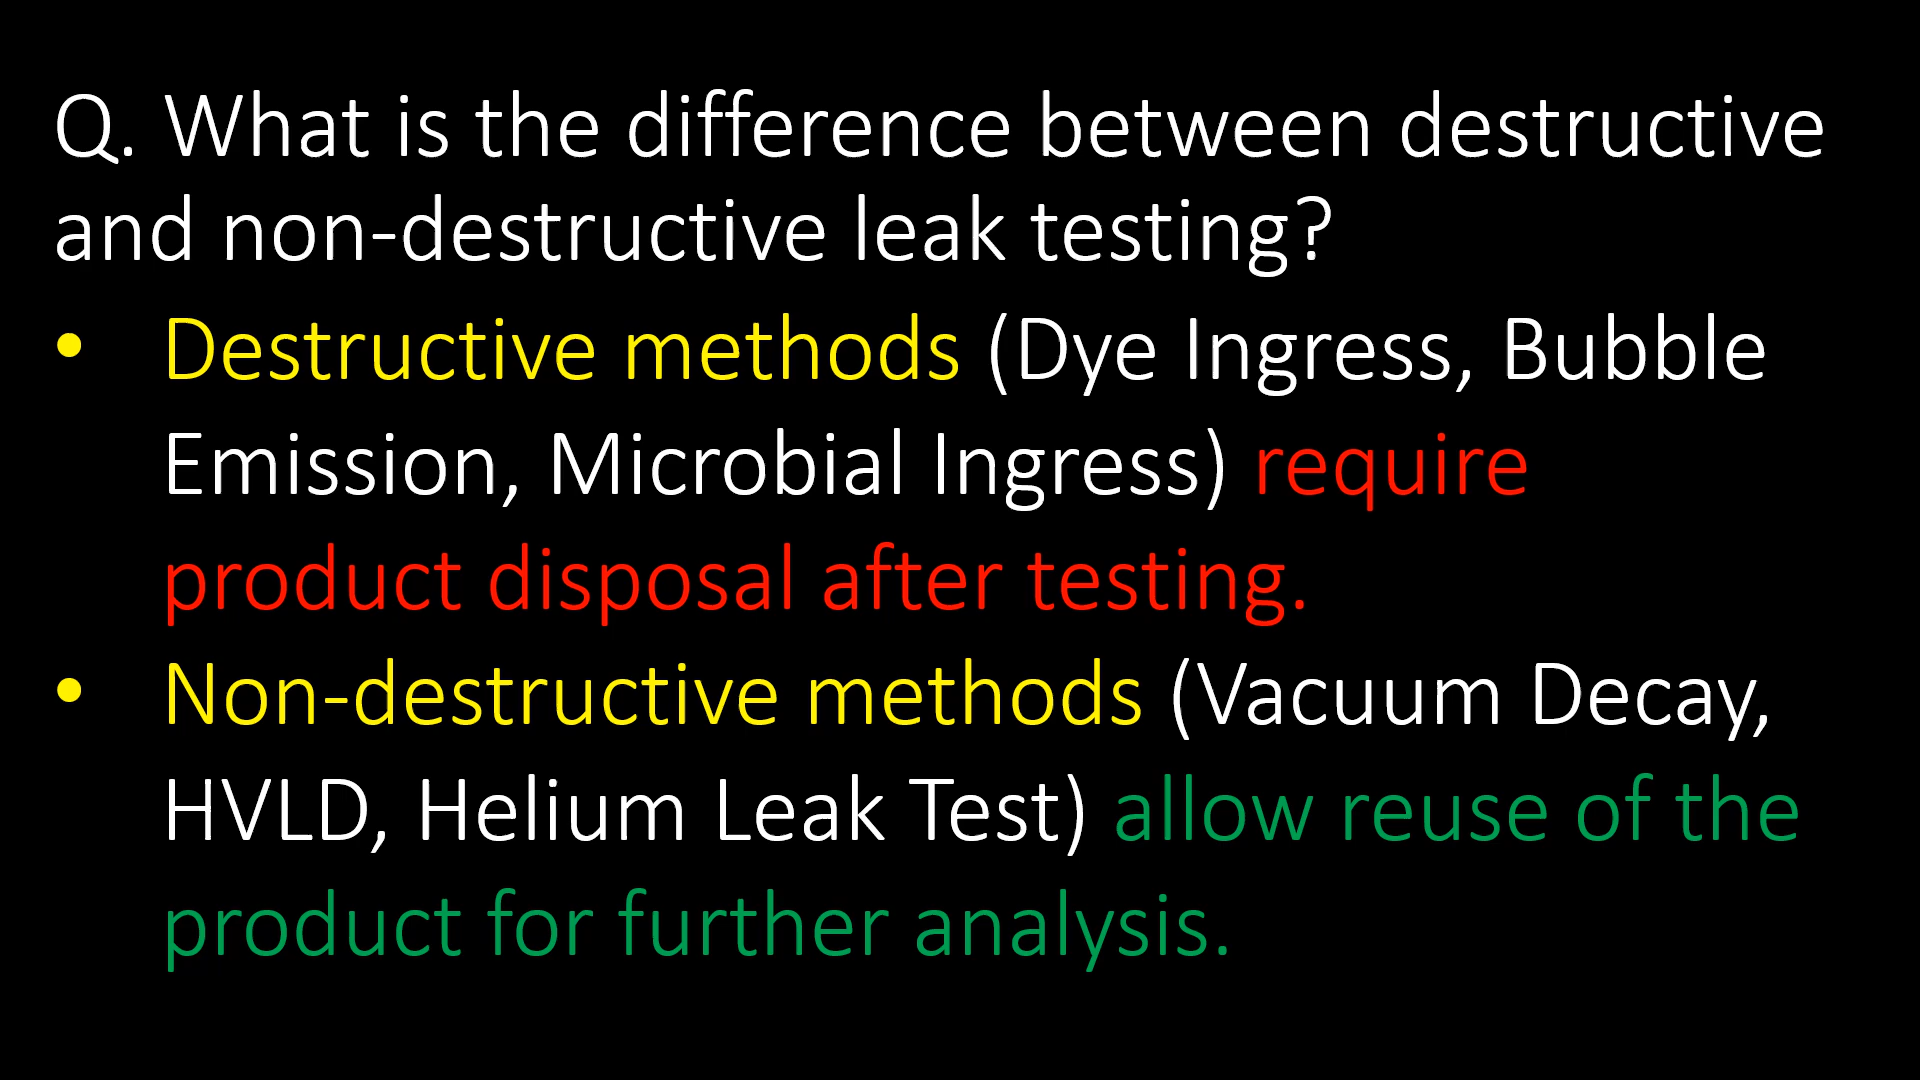 Q. What is the difference between destructive
and non-destructive leak testing?
• Destructive methods (Dye Ingress, Bubble
Emission, Microbial Ingress) require
product disposal after testing.
• Non-destructive methods (Vacuum Decay,
HVLD, Helium Leak Test) allow reuse of the
product for further analysis.